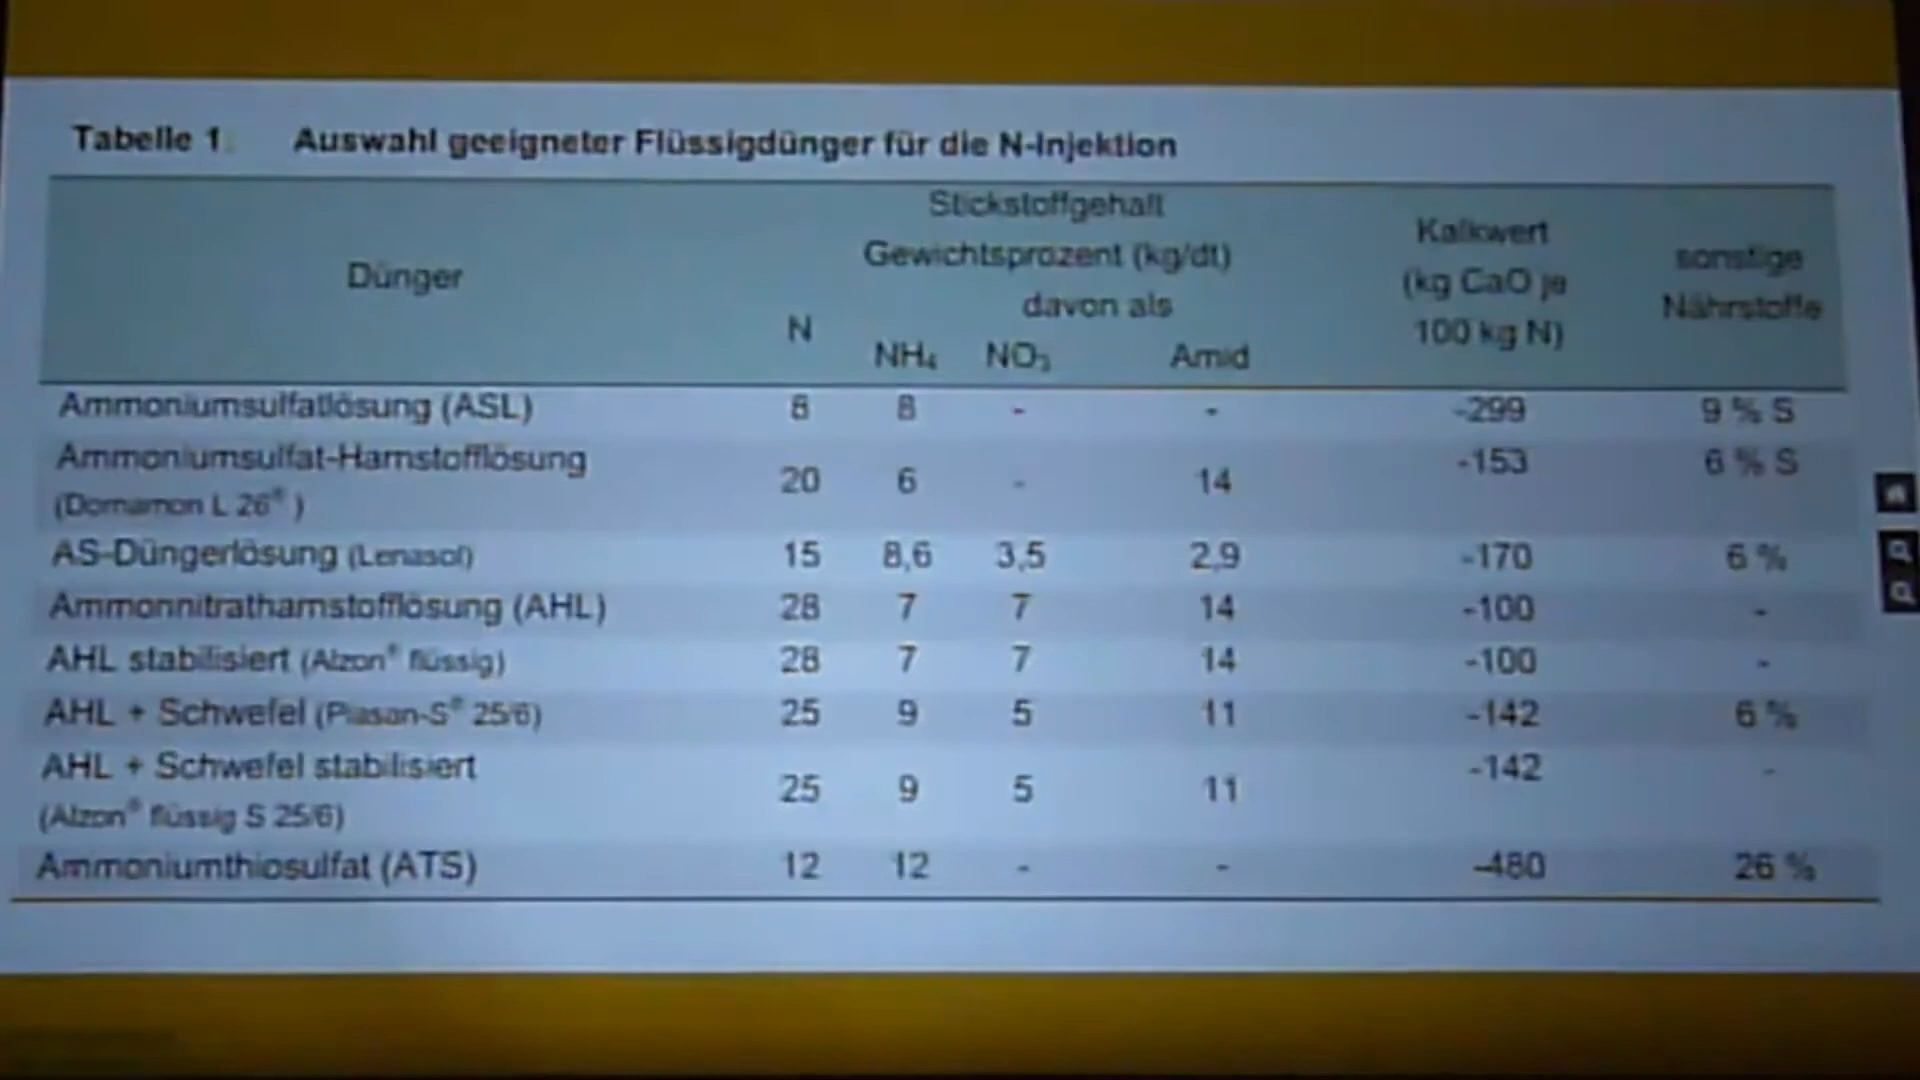 Tabelle 1. Auswahl geeigneter Flüssigdünger für die N-Injektion
Stickstoffgehalt
Gewichtsprozent (kg/dt)
davon als
Dünger N NH₄ NO₃ Amid
Kalkwert
(kg CaO je
100 kg N)
sonstige
Nährstoffe
Ammoniumsulfatlösung (ASL) 8 8 - - -299 9 % S
Ammoniumsulfat-Harnstofflösung
(Domamon L 26®) 20 6 - 14 -153 6 % S
AS-Düngerlösung (Lenasol) 15 8,6 3,5 2,9 -170 6 %
Ammonnitratharnstofflösung (AHL) 28 7 7 14 -100 -
AHL stabilisiert (Alzon® flüssig) 28 7 7 14 -100 -
AHL + Schwefel (Piasan-S® 25/6) 25 9 5 11 -142 6 %
AHL + Schwefel stabilisiert
(Alzon® flüssig S 25/6) 25 9 5 11 -142 -
Ammoniumthiosulfat (ATS) 12 12 - - -480 26 %